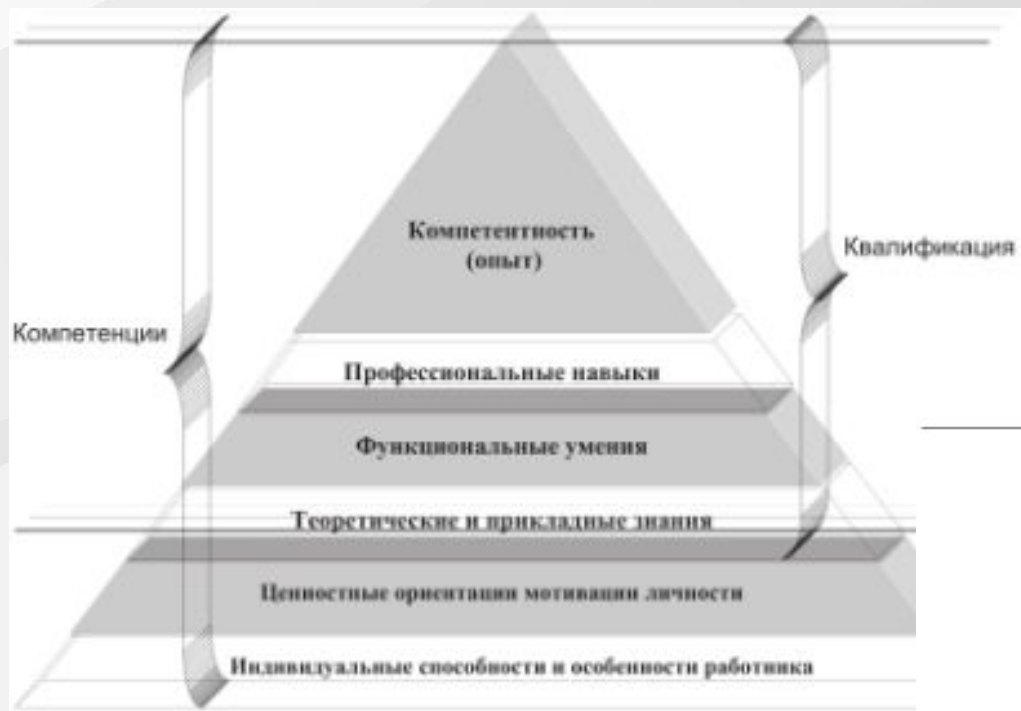 Компетентность
(опыт)
Квалификация
Компетенции
Профессиональные навыки
Функциональные умения
Теоретические и прикладные знания
Ценностные ориентации мотивации личности
Индивидуальные способности и особенности работника